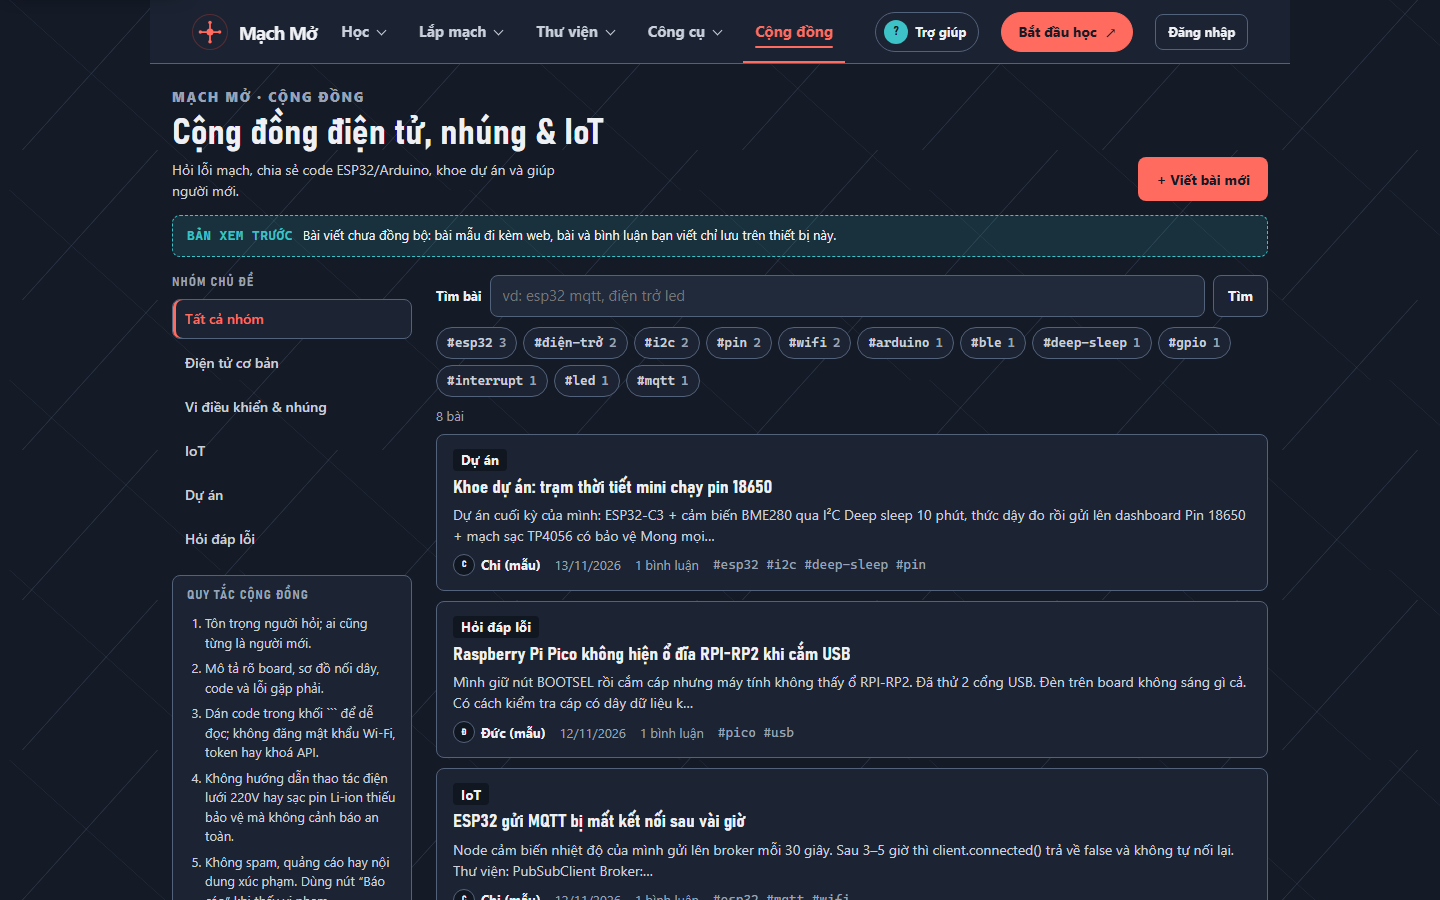 Mạch Mở
Học
Lắp mạch
Thư viện
Công cụ
Cộng đồng
? Trợ giúp
Bắt đầu học ↗
Đăng nhập
MẠCH MỞ · CỘNG ĐỒNG
Cộng đồng điện tử, nhúng & IoT
Hỏi lỗi mạch, chia sẻ code ESP32/Arduino, khoe dự án và giúp
người mới.
+ Viết bài mới
BẢN XEM TRƯỚC Bài viết chưa đồng bộ: bài mẫu đi kèm web, bài và bình luận bạn viết chỉ lưu trên thiết bị này.
NHÓM CHỦ ĐỀ
Tất cả nhóm
Điện tử cơ bản
Vi điều khiển & nhúng
IoT
Dự án
Hỏi đáp lỗi
QUY TẮC CỘNG ĐỒNG
1. Tôn trọng người hỏi; ai cũng
từng là người mới.
2. Mô tả rõ board, sơ đồ nối dây,
code và lỗi gặp phải.
3. Dán code trong khối ``` để dễ
đọc; không đăng mật khẩu Wi-Fi,
token hay khoá API.
4. Không hướng dẫn thao tác điện
lưới 220V hay sạc pin Li-ion thiếu
bảo vệ mà không cảnh báo an
toàn.
5. Không spam, quảng cáo hay nội
dung xúc phạm. Dùng nút "Báo
Tìm bài
vd: esp32 mqtt, điện trở led
Tìm
#esp32 3 #điện-trở 2 #i2c 2 #pin 2 #wifi 2 #arduino 1 #ble 1 #deep-sleep 1 #gpio 1
#interrupt 1 #led 1 #mqtt 1
8 bài
Dự án
Khoe dự án: trạm thời tiết mini chạy pin 18650
Dự án cuối kỳ của mình: ESP32-C3 + cảm biến BME280 qua I²C Deep sleep 10 phút, thức dậy đo rồi gửi lên dashboard Pin 18650
+ mạch sạc TP4056 có bảo vệ Mong mọi…
C Chi (mẫu) 13/11/2026 1 bình luận #esp32 #i2c #deep-sleep #pin
Hỏi đáp lỗi
Raspberry Pi Pico không hiện ổ đĩa RPI-RP2 khi cắm USB
Mình giữ nút BOOTSEL rồi cắm cáp nhưng máy tính không thấy ổ RPI-RP2. Đã thử 2 cổng USB. Đèn trên board không sáng gì cả.
Có cách kiểm tra cáp có dây dữ liệu k…
Đ Đức (mẫu) 12/11/2026 1 bình luận #pico #usb
IoT
ESP32 gửi MQTT bị mất kết nối sau vài giờ
Node cảm biến nhiệt độ của mình gửi lên broker mỗi 30 giây. Sau 3–5 giờ thì client.connected() trả về false và không tự nối lại.
Thư viện: PubSubClient Broker:…
C Chi (mẫu) 12/11/2026 1 bình luận #esp32 #mqtt #wifi